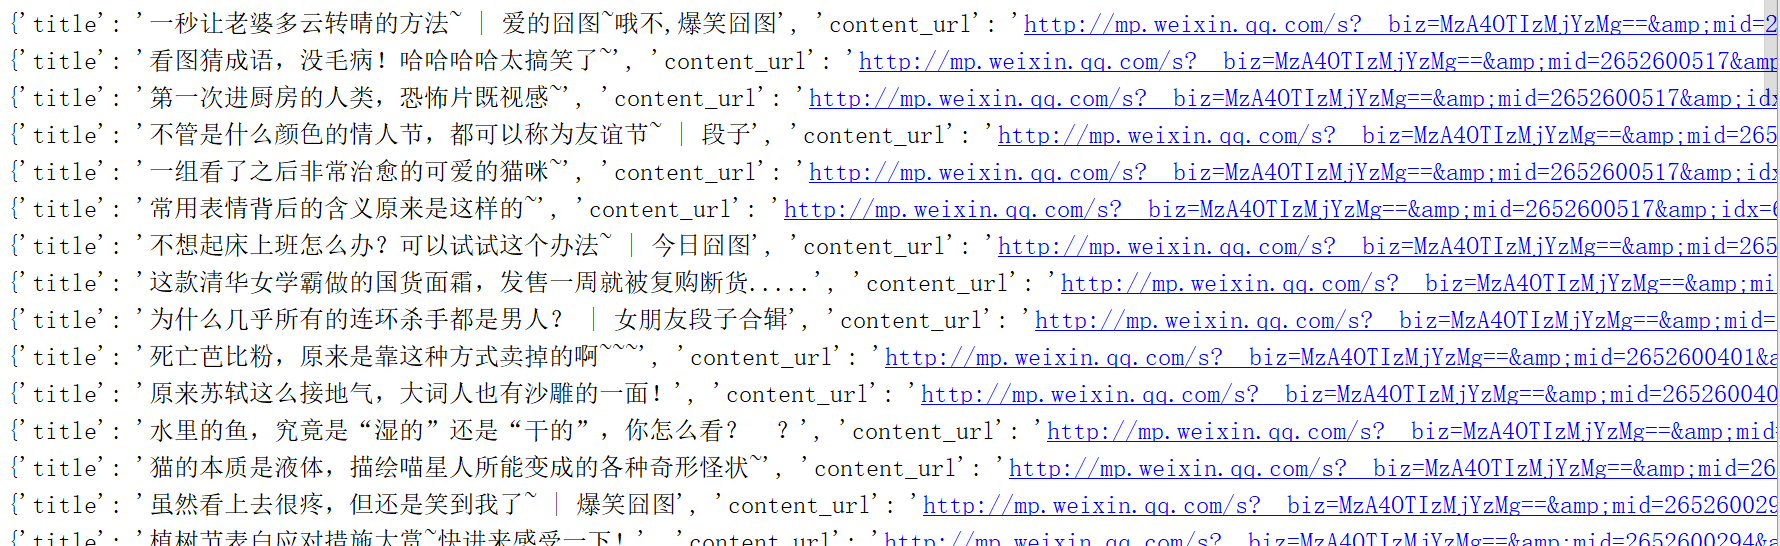 {'title': '一秒让老婆多云转晴的方法~ | 爱的囧图~哦不,爆笑囧图', 'content_url': 'http://mp.weixin.qq.com/s?__biz=MzA4OTIzMjYzMg==&amp;mid=2
{'title': '看图猜成语，没毛病！哈哈哈哈太搞笑了~', 'content_url': 'http://mp.weixin.qq.com/s?__biz=MzA4OTIzMjYzMg==&amp;mid=2652600517&amp
{'title': '第一次进厨房的人类，恐怖片既视感~', 'content_url': 'http://mp.weixin.qq.com/s?__biz=MzA4OTIzMjYzMg==&amp;mid=2652600517&amp;idx
{'title': '不管是什么颜色的情人节，都可以称为友谊节~ | 段子', 'content_url': 'http://mp.weixin.qq.com/s?__biz=MzA4OTIzMjYzMg==&amp;mid=265
{'title': '一组看了之后非常治愈的可爱的猫咪~', 'content_url': 'http://mp.weixin.qq.com/s?__biz=MzA4OTIzMjYzMg==&amp;mid=2652600517&amp;idx
{'title': '常用表情背后的含义原来是这样的~', 'content_url': 'http://mp.weixin.qq.com/s?__biz=MzA4OTIzMjYzMg==&amp;mid=2652600517&amp;idx=6
{'title': '不想起床上班怎么办？可以试试这个办法~ | 今日囧图', 'content_url': 'http://mp.weixin.qq.com/s?__biz=MzA4OTIzMjYzMg==&amp;mid=265
{'title': '这款清华女学霸做的国货面霜，发售一周就被复购断货.....', 'content_url': 'http://mp.weixin.qq.com/s?__biz=MzA4OTIzMjYzMg==&amp;mi
{'title': '为什么几乎所有的连环杀手都是男人？ | 女朋友段子合辑', 'content_url': 'http://mp.weixin.qq.com/s?__biz=MzA4OTIzMjYzMg==&amp;mid=
{'title': '死亡芭比粉，原来是靠这种方式卖掉的啊~~~', 'content_url': 'http://mp.weixin.qq.com/s?__biz=MzA4OTIzMjYzMg==&amp;mid=2652600401&a
{'title': '原来苏轼这么接地气，大词人也有沙雕的一面！', 'content_url': 'http://mp.weixin.qq.com/s?__biz=MzA4OTIzMjYzMg==&amp;mid=265260040
{'title': '水里的鱼，究竟是“湿的”还是“干的”，你怎么看？ ？', 'content_url': 'http://mp.weixin.qq.com/s?__biz=MzA4OTIzMjYzMg==&amp;mid=
{'title': '猫的本质是液体，描绘喵星人所能变成的各种奇形怪状~', 'content_url': 'http://mp.weixin.qq.com/s?__biz=MzA4OTIzMjYzMg==&amp;mid=26
{'title': '虽然看上去很疼，但还是笑到我了~ | 爆笑囧图', 'content_url': 'http://mp.weixin.qq.com/s?__biz=MzA4OTIzMjYzMg==&amp;mid=265260029
{'title': '植树节表白应对措施大赏~快进来感受一下！', 'content_url': 'http://mp.weixin.qq.com/s?__biz=MzA4OTIzMjYzMg==&amp;mid=2652600294&a